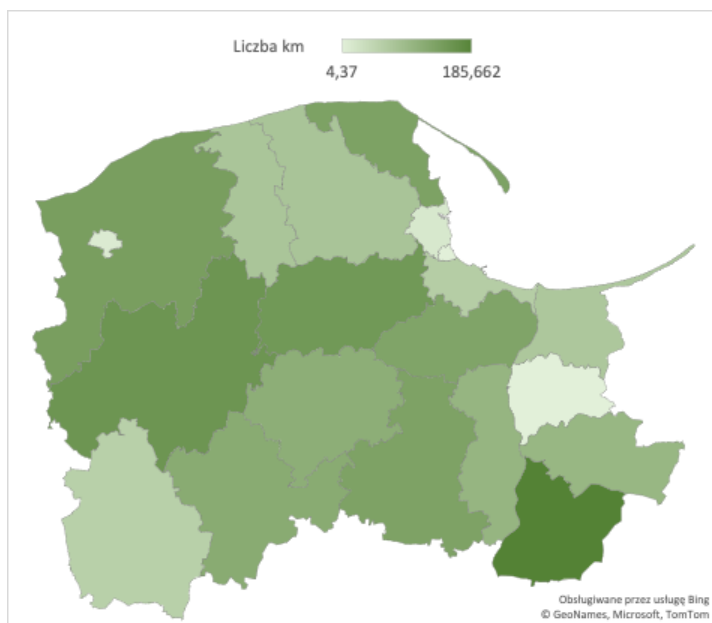 Liczba km
4,37 185,662
Obsługiwane przez usługę Bing
© GeoNames, Microsoft, TomTom